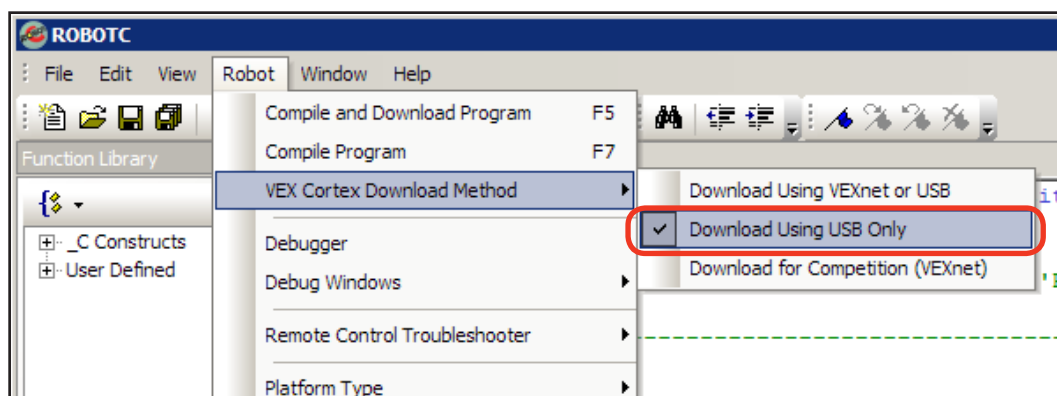 ROBOTC
File Edit View Robot Window Help
Compile and Download Program F5
Function Library
Compile Program F7
VEX Cortex Download Method
Download Using VEXnet or USB
_C Constructs
Debugger
Download Using USB Only
User Defined
Debug Windows
Download for Competition (VEXnet)
Remote Control Troubleshooter
Platform Type